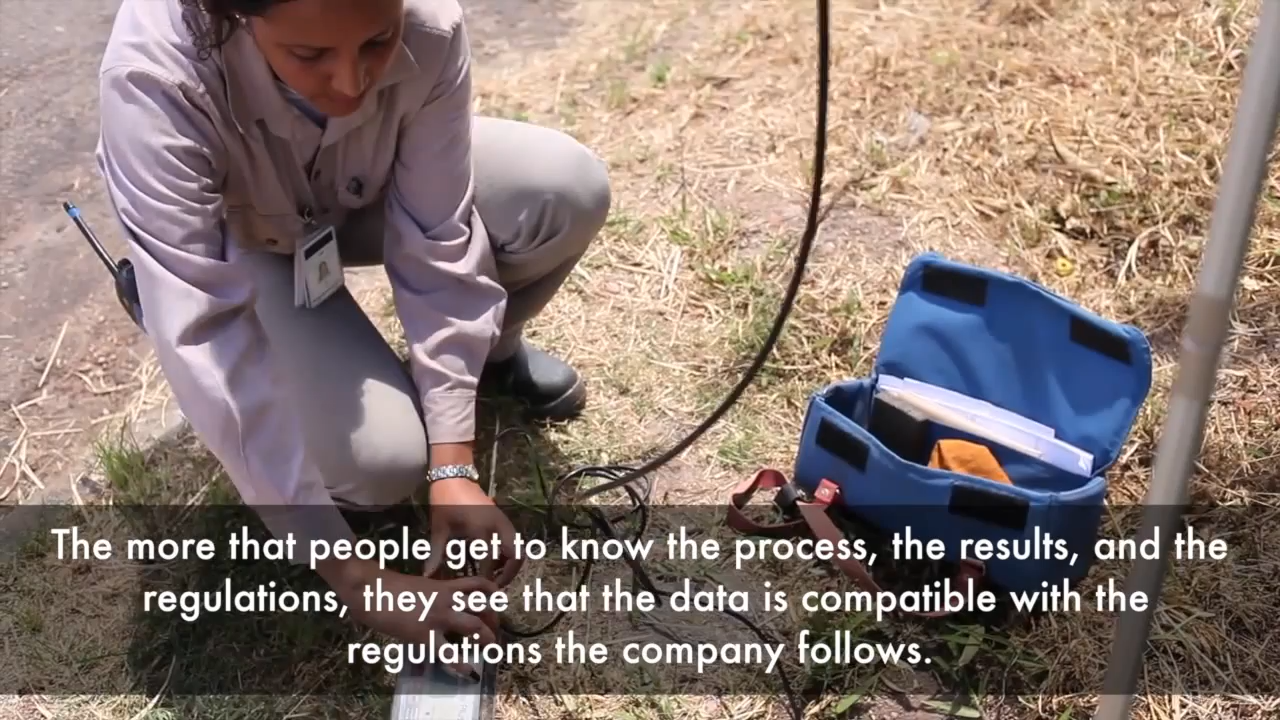 The more that people get to know the process, the results, and the
regulations, they see that the data is compatible with the
regulations the company follows.